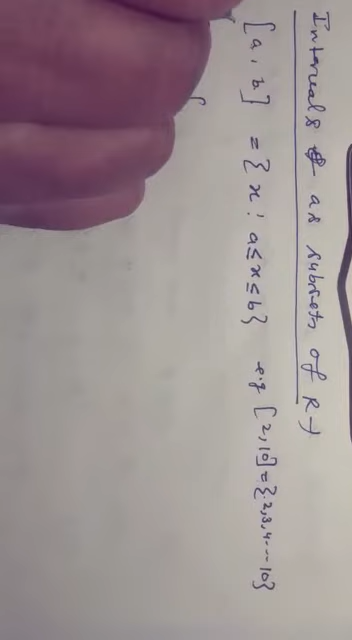 Intervals as subsets of R →
[a, b] = {x : a ≤ x ≤ b} e.g [2, 10] = {2,3,4...10}